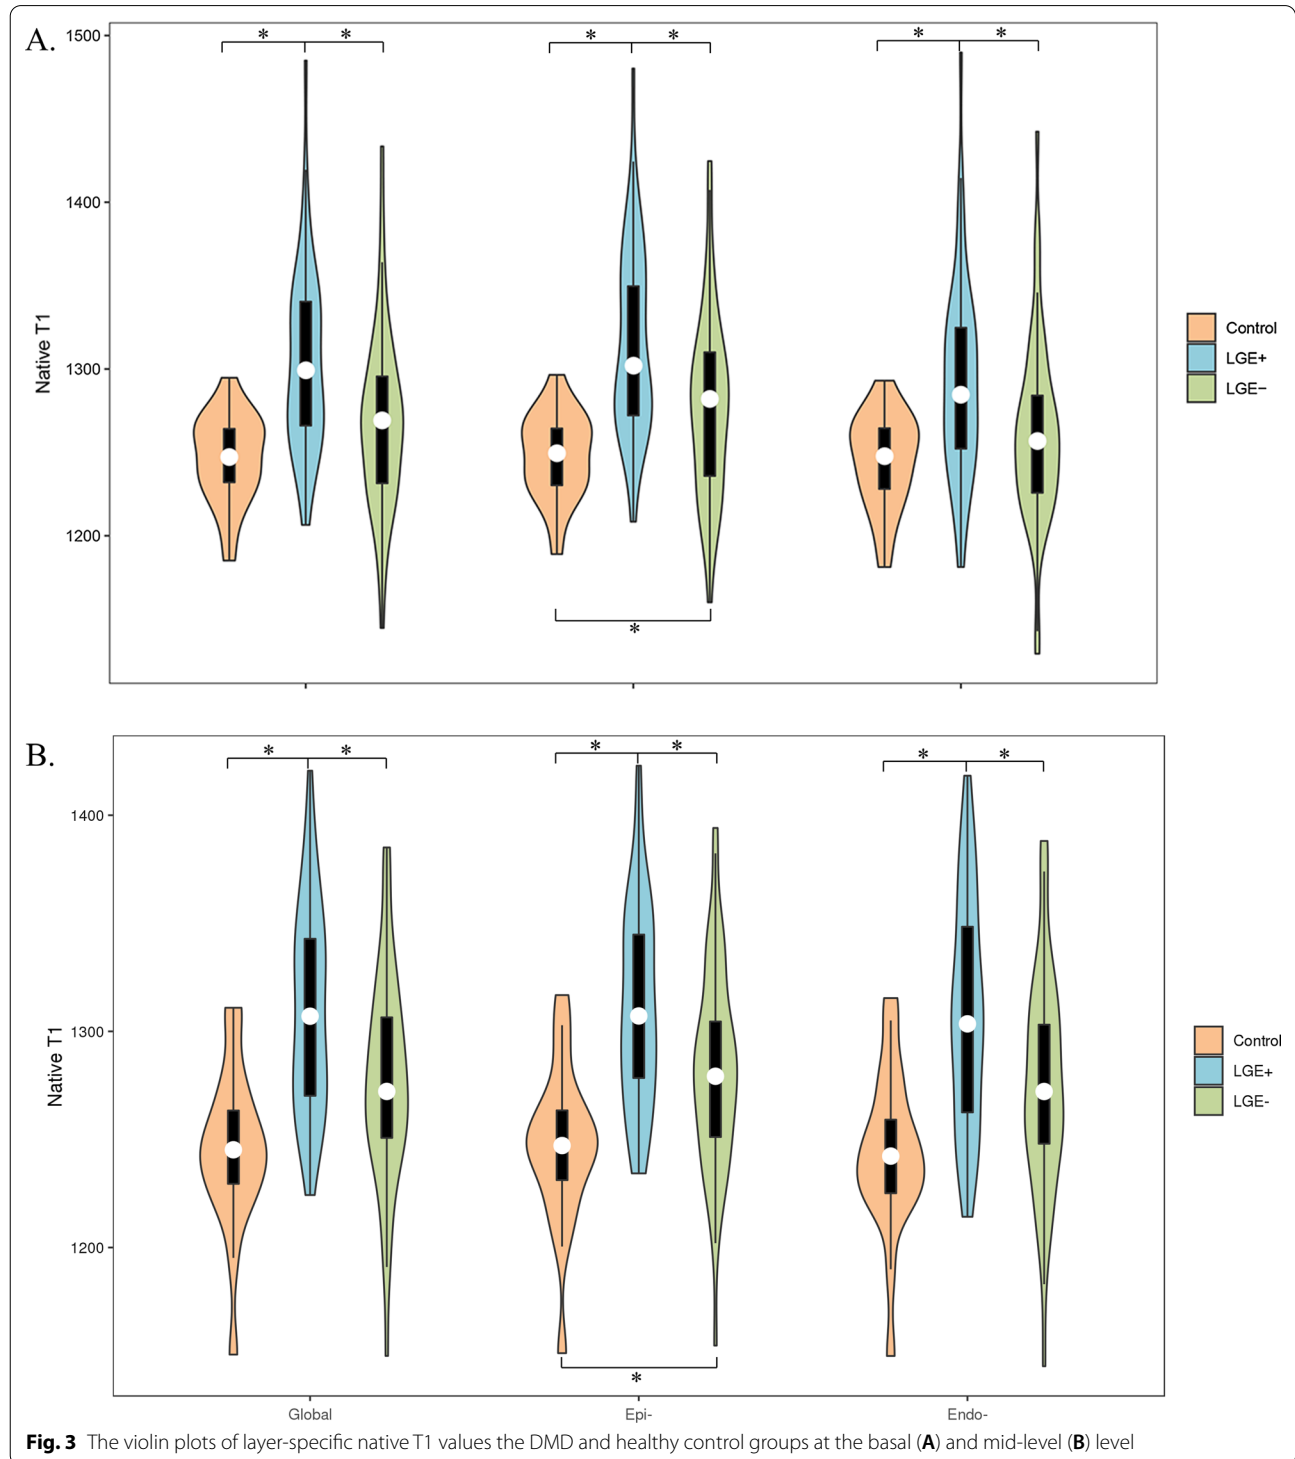 A.
* * * * * *
1500
1400
1300
1200
Native T1
Control
LGE+
LGE−
*
B.
* * * * * *
1400
1300
1200
Native T1
Control
LGE+
LGE-
*
Global Epi- Endo-
Fig. 3 The violin plots of layer-specific native T1 values the DMD and healthy control groups at the basal (A) and mid-level (B) level